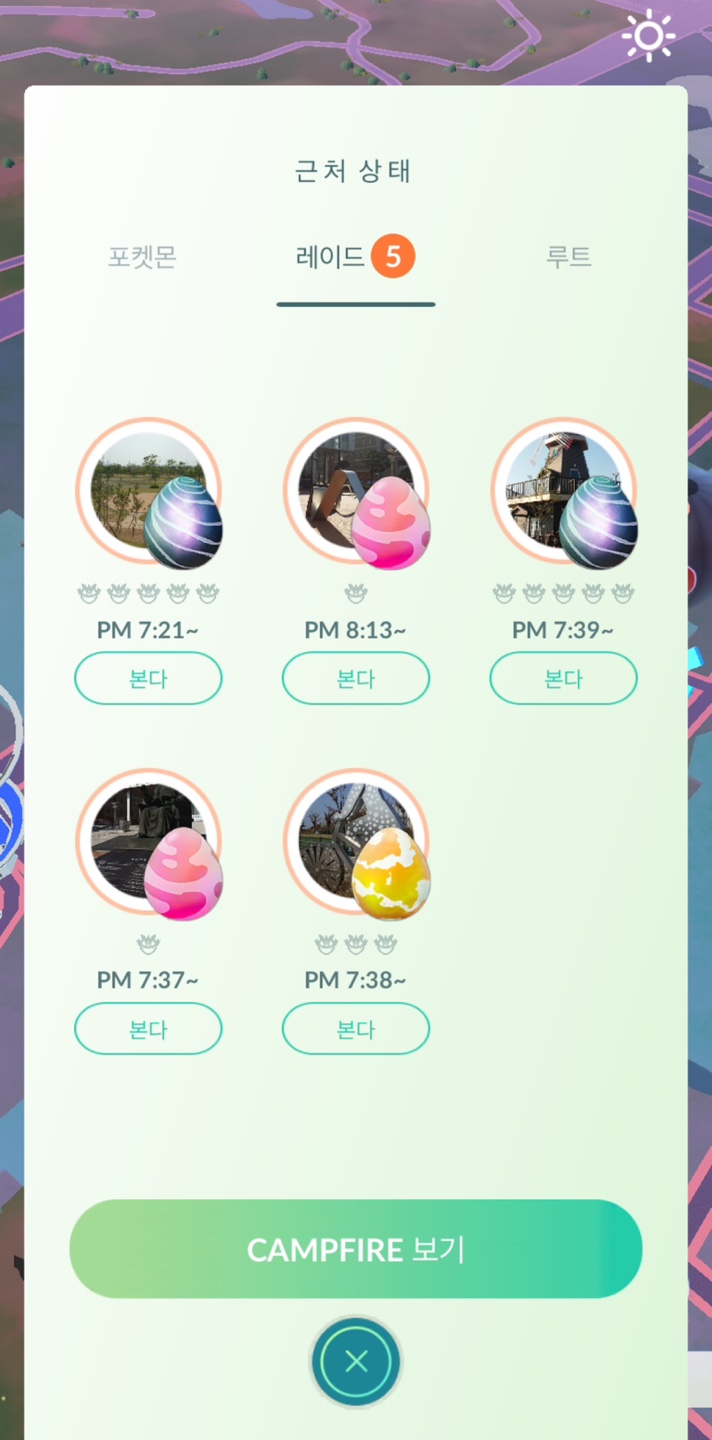 근처 상태
포켓몬 레이드 5 루트
PM 7:21~ PM 8:13~ PM 7:39~
본다 본다 본다
PM 7:37~ PM 7:38~
본다 본다
CAMPFIRE 보기